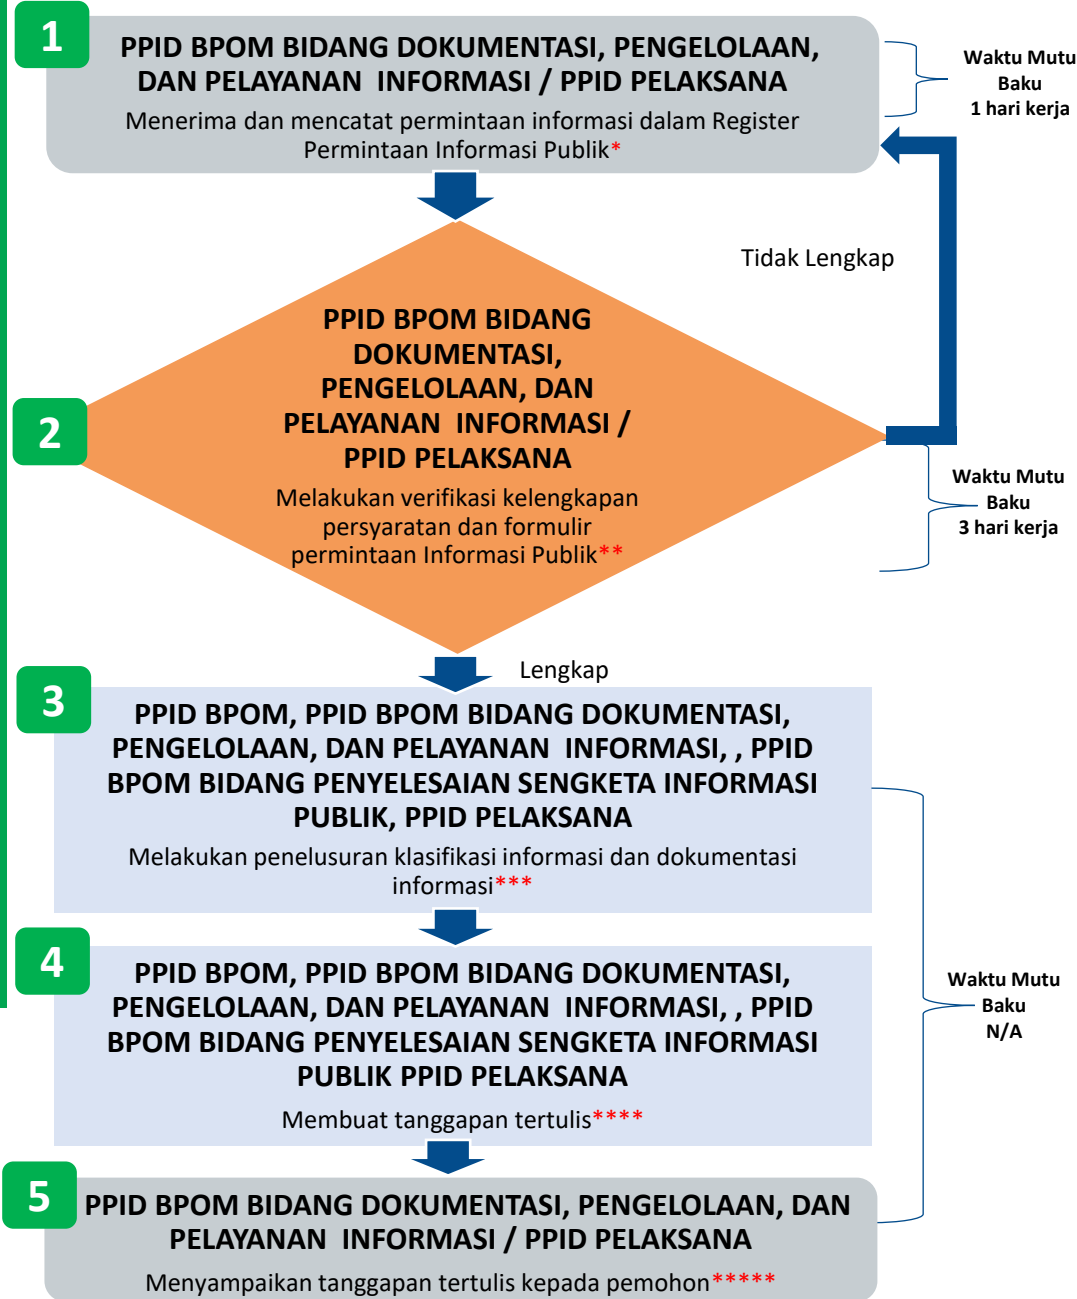 1
PPID BPOM BIDANG DOKUMENTASI, PENGELOLAAN,
DAN PELAYANAN INFORMASI / PPID PELAKSANA
Menerima dan mencatat permintaan informasi dalam Register
Permintaan Informasi Publik*
Waktu Mutu
Baku
1 hari kerja
Tidak Lengkap
2
PPID BPOM BIDANG
DOKUMENTASI,
PENGELOLAAN, DAN
PELAYANAN INFORMASI /
PPID PELAKSANA
Melakukan verifikasi kelengkapan
persyaratan dan formulir
permintaan Informasi Publik**
Waktu Mutu
Baku
3 hari kerja
Lengkap
3
PPID BPOM, PPID BPOM BIDANG DOKUMENTASI,
PENGELOLAAN, DAN PELAYANAN INFORMASI, , PPID
BPOM BIDANG PENYELESAIAN SENGKETA INFORMASI
PUBLIK, PPID PELAKSANA
Melakukan penelusuran klasifikasi informasi dan dokumentasi
informasi***
4
PPID BPOM, PPID BPOM BIDANG DOKUMENTASI,
PENGELOLAAN, DAN PELAYANAN INFORMASI, , PPID
BPOM BIDANG PENYELESAIAN SENGKETA INFORMASI
PUBLIK PPID PELAKSANA
Membuat tanggapan tertulis****
Waktu Mutu
Baku
N/A
5
PPID BPOM BIDANG DOKUMENTASI, PENGELOLAAN, DAN
PELAYANAN INFORMASI / PPID PELAKSANA
Menyampaikan tanggapan tertulis kepada pemohon*****